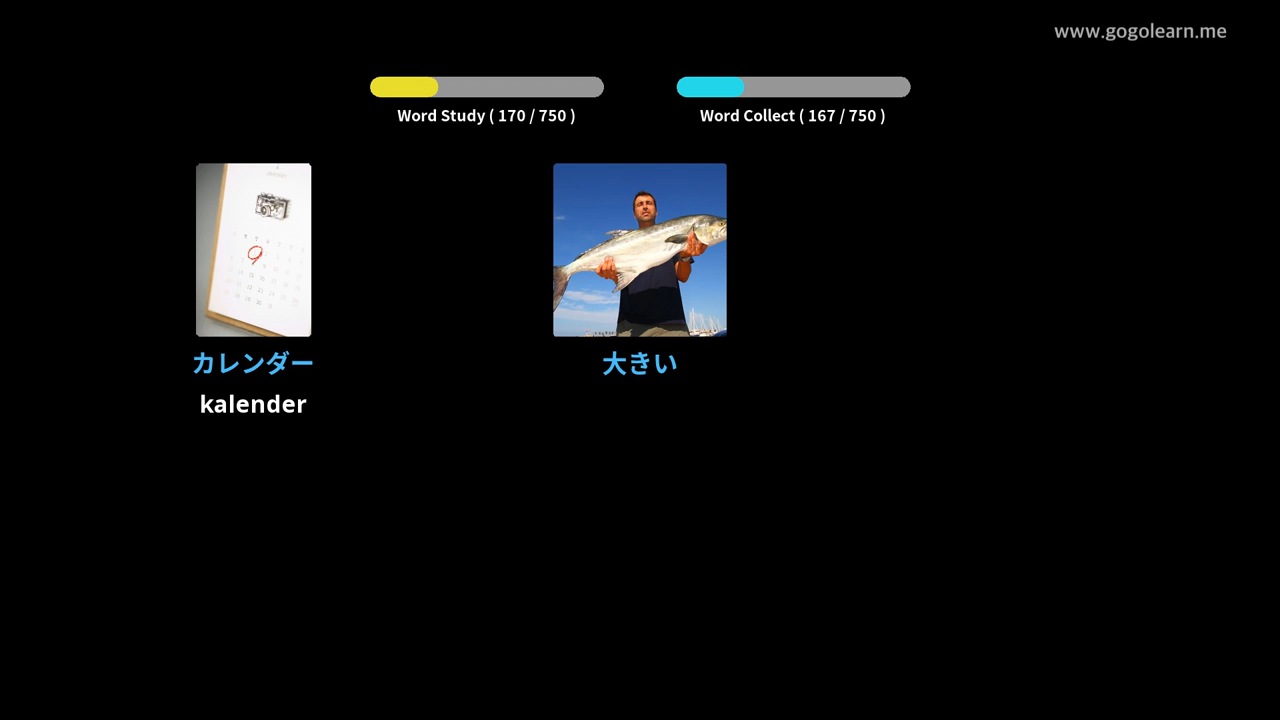 www.gogolearn.me
Word Study ( 170 / 750 )
Word Collect ( 167 / 750 )
カレンダー
大きい
kalender